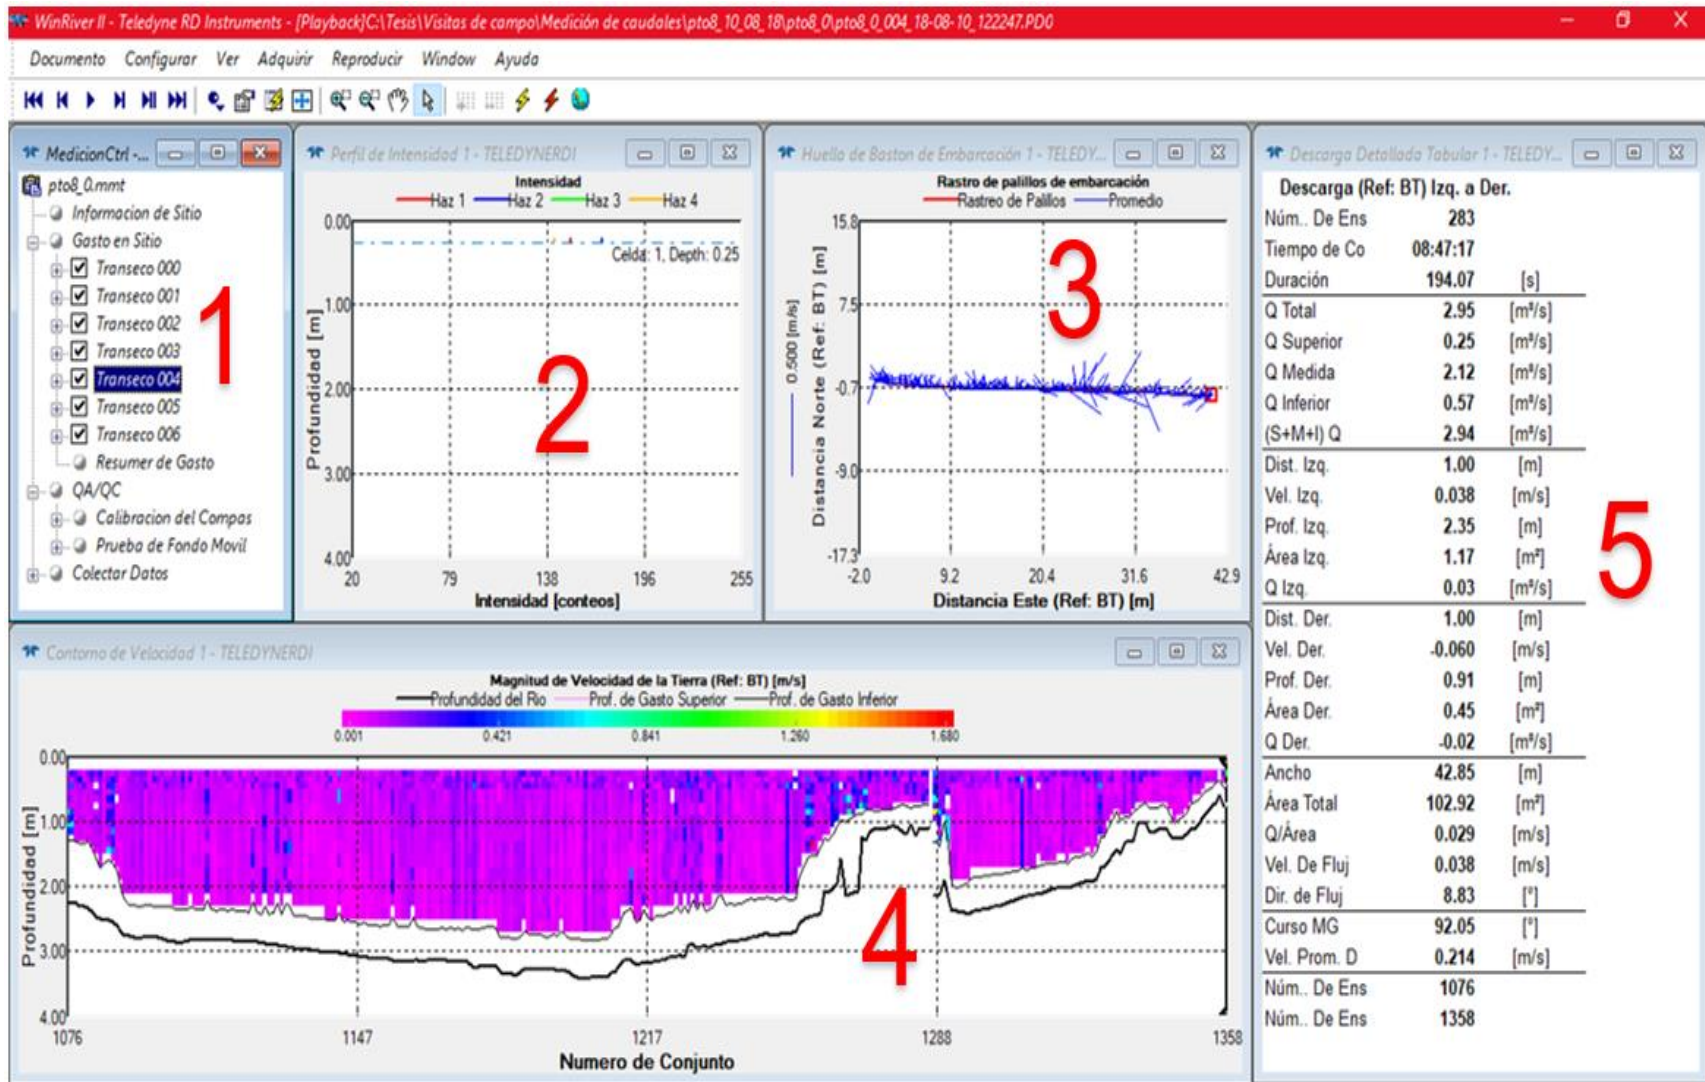 WinRiver II - Teledyne RD Instruments - [Playback]C:\Tesis\Visitas de campo\Medición de caudales\pto8_10_08_18\pto8_0\pto8_0_004_18-08-10_122247.PD0
Documento Configurar Ver Adquirir Reproducir Window Ayuda
MedicionCtrl -...
pto8_0.mmt
Informacion de Sitio
Gasto en Sitio
Transeco 000
Transeco 001
Transeco 002
Transeco 003
Transeco 004
Transeco 005
Transeco 006
Resumer de Gasto
QA/QC
Calibracion del Compas
Prueba de Fondo Movil
Colectar Datos
1
Perfil de Intensidad 1 - TELEDYNERDI
Intensidad
Haz 1 Haz 2 Haz 3 Haz 4
Celda: 1, Depth: 0.25
Profundidad [m]
0.00
1.00
2.00
3.00
4.00
20 79 138 196 255
Intensidad [conteos]
2
Huella de Baston de Embarcación 1 - TELEDY...
Rastro de palillos de embarcación
Rastreo de Palillos Promedio
0.500 [m/s]
Distancia Norte (Ref: BT) [m]
15.8
7.5
-0.7
-9.0
-17.3
-2.0 9.2 20.4 31.6 42.9
Distancia Este (Ref: BT) [m]
3
Contorno de Velocidad 1 - TELEDYNERDI
Magnitud de Velocidad de la Tierra (Ref: BT) [m/s]
Profundidad del Rio Prof. de Gasto Superior Prof. de Gasto Inferior
0.001 0.421 0.841 1.260 1.680
Profundidad [m]
0.00
1.00
2.00
3.00
4.00
1076 1147 1217 1288 1358
Numero de Conjunto
4
Descarga Detallada Tabular 1 - TELEDY...
Descarga (Ref: BT) Izq. a Der.
Núm.. De Ens 283
Tiempo de Co 08:47:17
Duración 194.07 [s]
Q Total 2.95 [m³/s]
Q Superior 0.25 [m³/s]
Q Medida 2.12 [m³/s]
Q Inferior 0.57 [m³/s]
(S+M+I) Q 2.94 [m³/s]
Dist. Izq. 1.00 [m]
Vel. Izq. 0.038 [m/s]
Prof. Izq. 2.35 [m]
Área Izq. 1.17 [m²]
Q Izq. 0.03 [m³/s]
Dist. Der. 1.00 [m]
Vel. Der. -0.060 [m/s]
Prof. Der. 0.91 [m]
Área Der. 0.45 [m²]
Q Der. -0.02 [m³/s]
Ancho 42.85 [m]
Área Total 102.92 [m²]
Q/Área 0.029 [m/s]
Vel. De Fluj 0.038 [m/s]
Dir. de Fluj 8.83 [°]
Curso MG 92.05 [°]
Vel. Prom. D 0.214 [m/s]
Núm.. De Ens 1076
Núm.. De Ens 1358
5